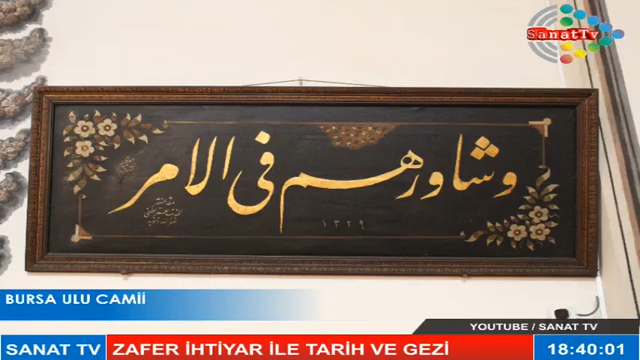 SanatTv
وشاورهم فى الامر
١٣٢٩
BURSA ULU CAMİİ
YOUTUBE / SANAT TV
SANAT TV ZAFER İHTİYAR İLE TARİH VE GEZİ 18:40:01